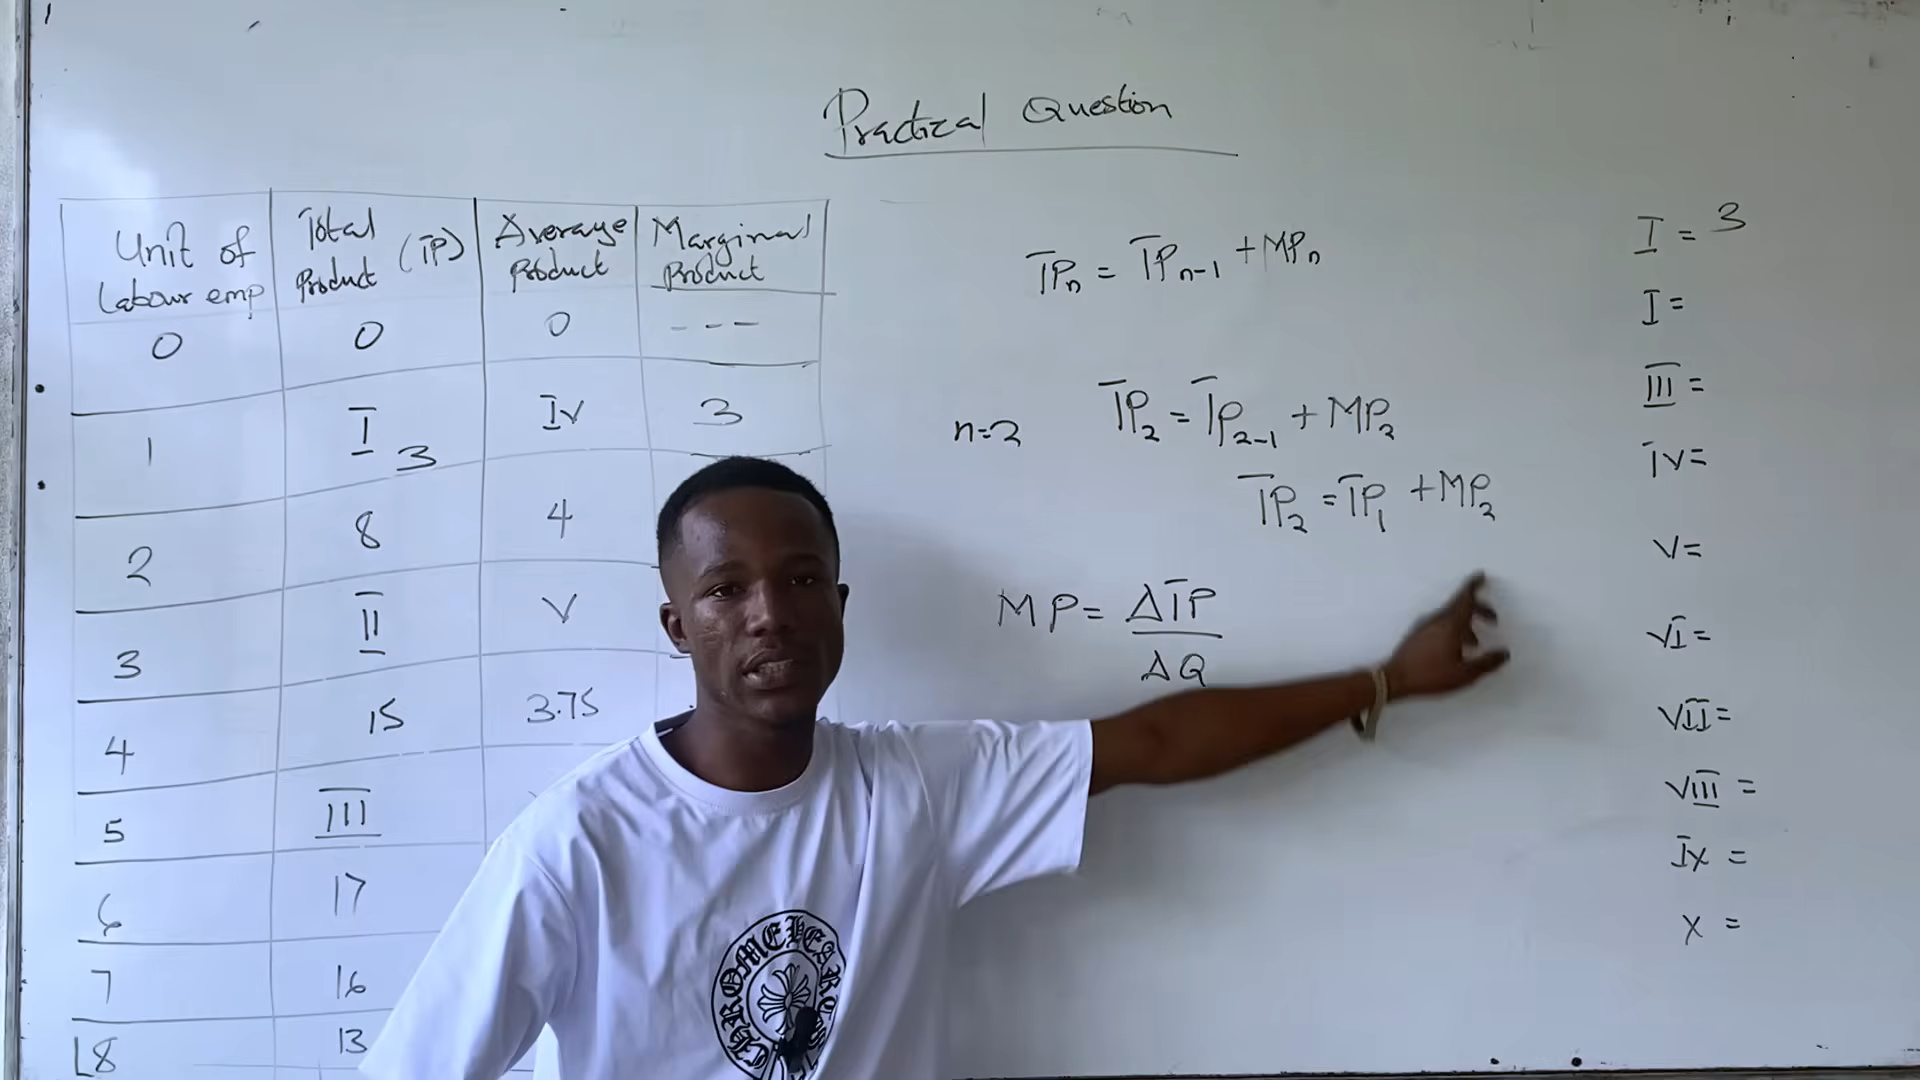 Practical Question
Unit of Labour emp | Total Product (TP) | Average Product | Marginal Product
0 | 0 | 0 | ---
1 | I 3 | IV | 3
2 | 8 | 4
3 | II | V
4 | 15 | 3.75
5 | III
6 | 17
7 | 16
8 | 13
TPn = TPn-1 + MPn
n=2 TP2 = TP2-1 + MP2
TP2 = TP1 + MP2
MP = ΔTP
ΔQ
I = 3
I =
III =
IV =
V =
VI =
VII =
VIII =
IX =
X =
CHROME HEARTS